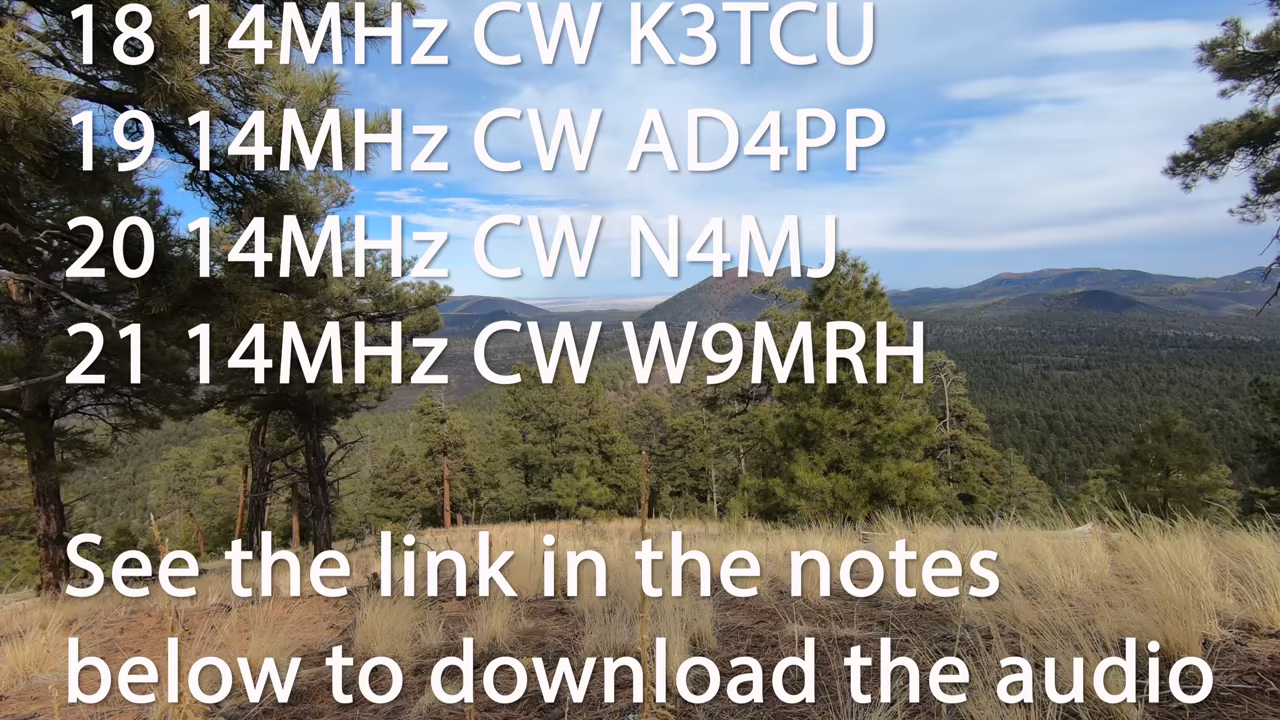 18 14MHz CW K3TCU
19 14MHz CW AD4PP
20 14MHz CW N4MJ
21 14MHz CW W9MRH
See the link in the notes
below to download the audio